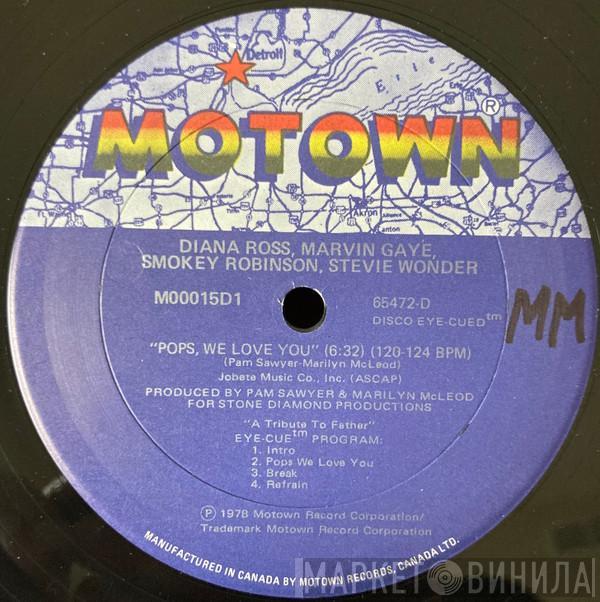 Detroit
Erie
MOTOWN®
Akron
Alliance
Canton
DIANA ROSS, MARVIN GAYE,
SMOKEY ROBINSON, STEVIE WONDER
M00015D1
65472-D
DISCO EYE-CUED™
MM
"POPS, WE LOVE YOU" (6:32) (120-124 BPM)
(Pam Sawyer-Marilyn McLeod)
Jobete Music Co., Inc. (ASCAP)
PRODUCED BY PAM SAWYER & MARILYN McLEOD
FOR STONE DIAMOND PRODUCTIONS
"A Tribute To Father"
EYE-CUE™ PROGRAM:
1. Intro
2. Pops We Love You
3. Break
4. Refrain
℗ 1978 Motown Record Corporation/
Trademark Motown Record Corporation
MANUFACTURED IN CANADA BY MOTOWN RECORDS, CANADA LTD.
МАРКЕТ ВИНИЛА